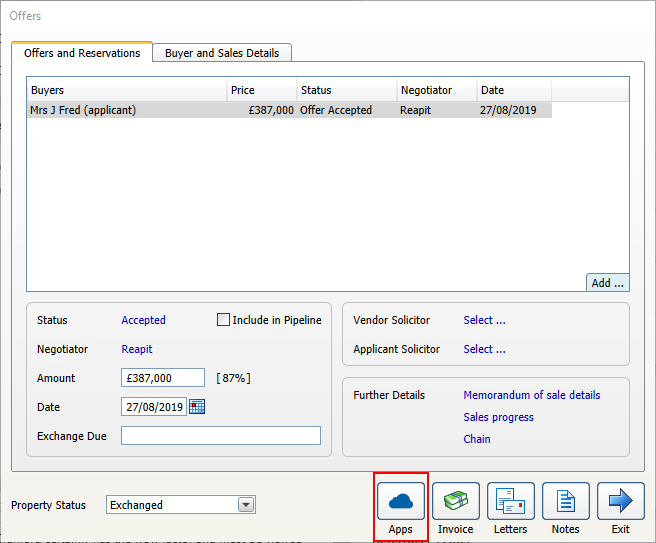 Offers
Offers and Reservations Buyer and Sales Details
Buyers Price Status Negotiator Date
Mrs J Fred (applicant) £387,000 Offer Accepted Reapit 27/08/2019
Add ...
Status Accepted Include in Pipeline
Negotiator Reapit
Amount £387,000 [87%]
Date 27/08/2019
Exchange Due
Vendor Solicitor Select ...
Applicant Solicitor Select ...
Further Details Memorandum of sale details
Sales progress
Chain
Property Status Exchanged
Apps Invoice Letters Notes Exit